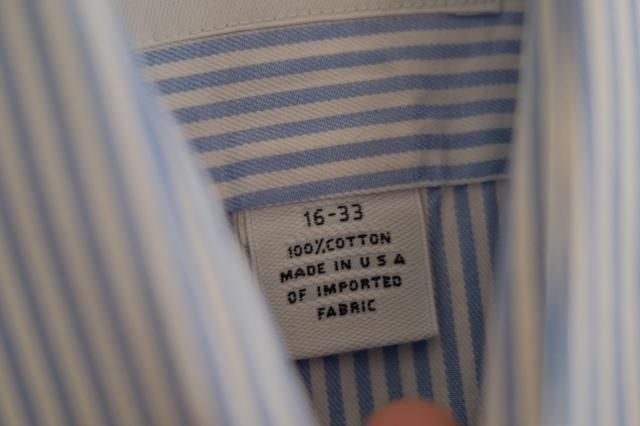 16-33
100%COTTON
MADE IN U S A
OF IMPORTED
FABRIC